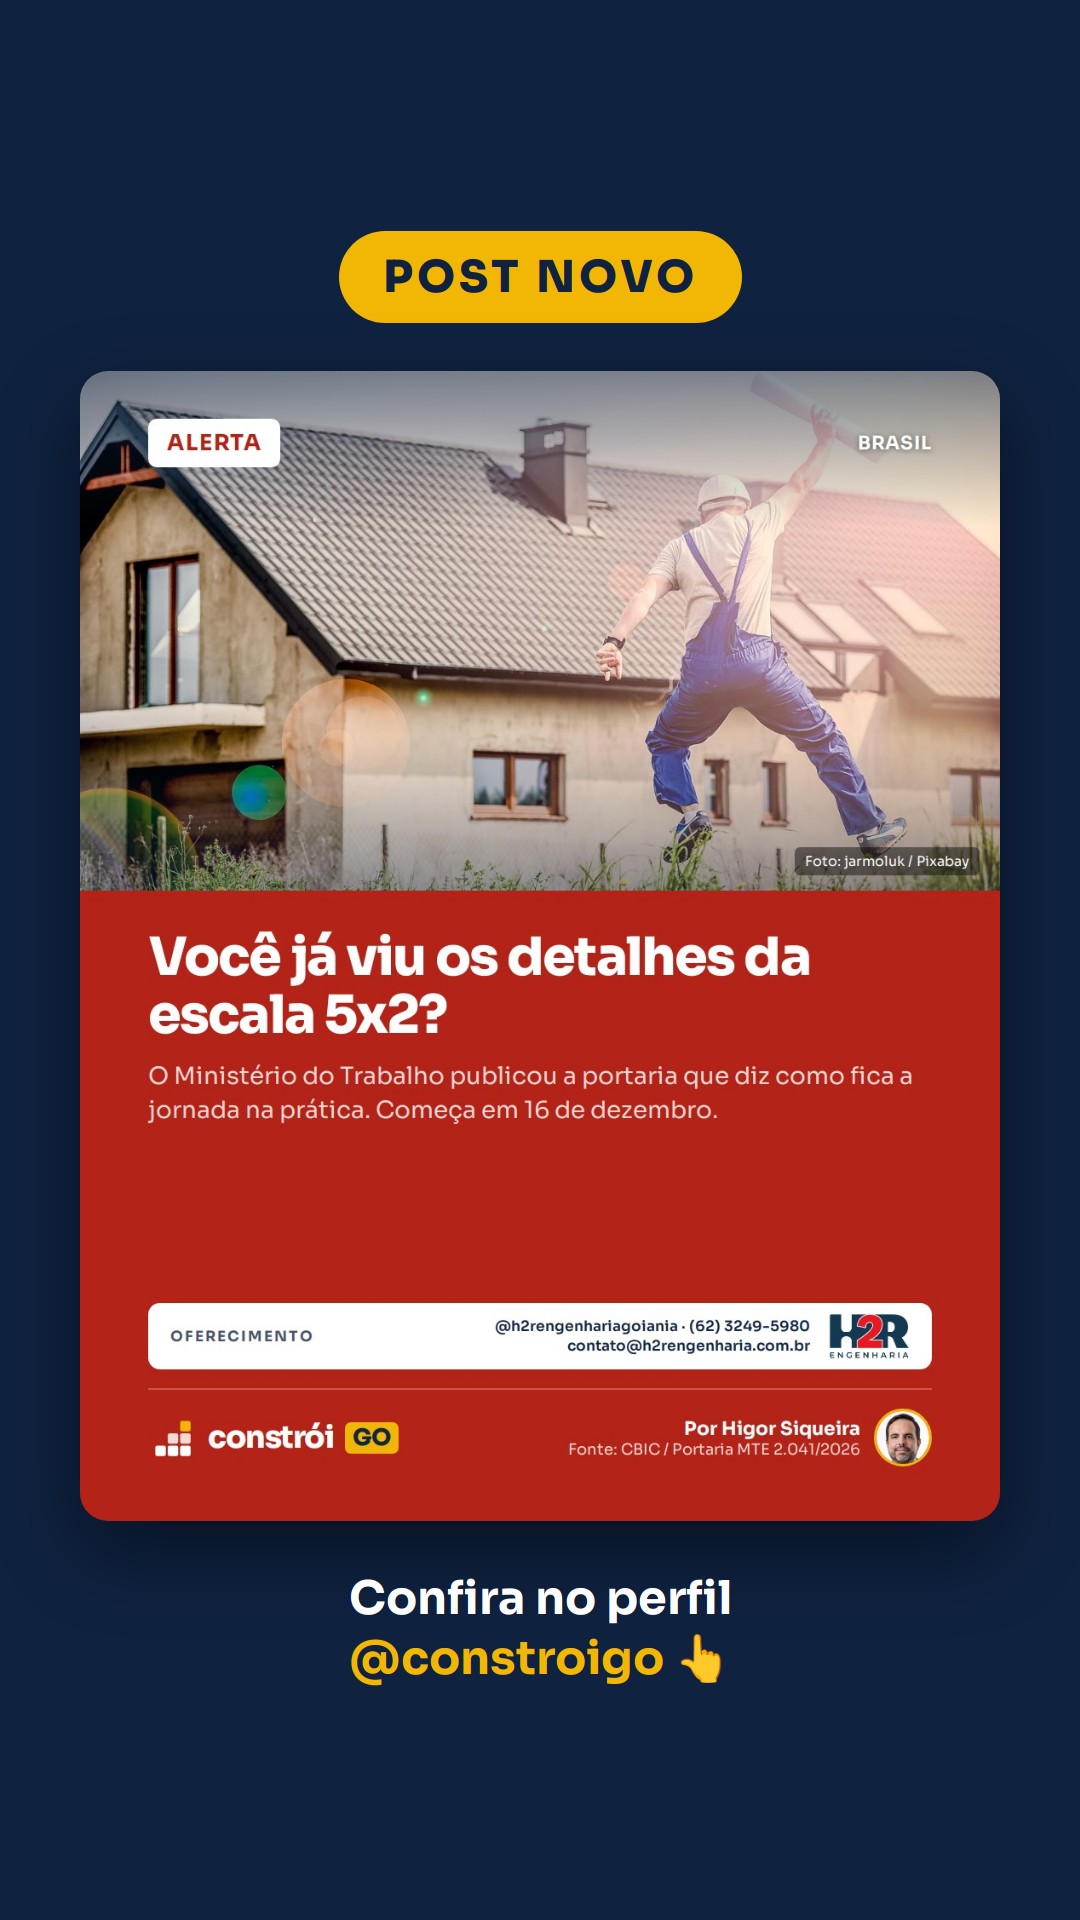 POST NOVO
ALERTA
BRASIL
Foto: jarmoluk / Pixabay
Você já viu os detalhes da
escala 5x2?
O Ministério do Trabalho publicou a portaria que diz como fica a
jornada na prática. Começa em 16 de dezembro.
OFERECIMENTO
@h2rengenhariagoiania · (62) 3249-5980
contato@h2rengenharia.com.br
H2R
ENGENHARIA
constrói GO
Por Higor Siqueira
Fonte: CBIC / Portaria MTE 2.041/2026
Confira no perfil
@constroigo 👆